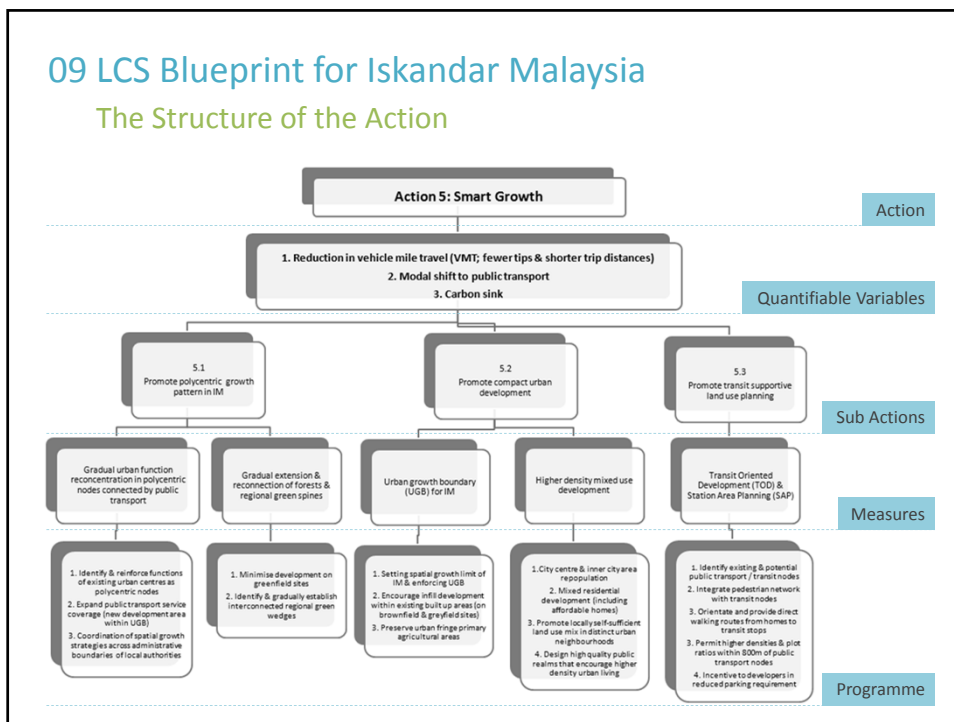 09 LCS Blueprint for Iskandar Malaysia
The Structure of the Action
Action 5: Smart Growth
Action
1. Reduction in vehicle mile travel (VMT; fewer tips & shorter trip distances)
2. Modal shift to public transport
3. Carbon sink
Quantifiable Variables
5.1
Promote polycentric growth
pattern in IM
5.2
Promote compact urban
development
5.3
Promote transit supportive
land use planning
Sub Actions
Gradual urban function
reconcentration in polycentric
nodes connected by public
transport
Gradual extension &
reconnection of forests &
regional green spines
Urban growth boundary
(UGB) for IM
Higher density mixed use
development
Transit Oriented
Development (TOD) &
Station Area Planning (SAP)
Measures
1. Identify & reinforce functions
of existing urban centres as
polycentric nodes
2. Expand public transport service
coverage (new development area
within UGB)
3. Coordination of spatial growth
strategies across administrative
boundaries of local authorities
1. Minimise development on
greenfield sites
2. Identify & gradually establish
interconnected regional green
wedges
1. Setting spatial growth limit of
IM & enforcing UGB
2. Encourage infill development
within existing built up areas (on
brownfield & greyfield sites)
3. Preserve urban fringe primary
agricultural areas
1.City centre & inner city area
repopulation
2. Mixed residential
development (including
affordable homes)
3. Promote locally self-sufficient
land use mix in distinct urban
neighbourhoods
4. Design high quality public
realms that encourage higher
density urban living
1. Identify existing & potential
public transport / transit nodes
2. Integrate pedestrian network
with transit nodes
3. Orientate and provide direct
walking routes from homes to
transit stops
3. Permit higher densities & plot
ratios within 800m of public
transport nodes
4. Incentive to developers in
reduced parking requirement
Programme